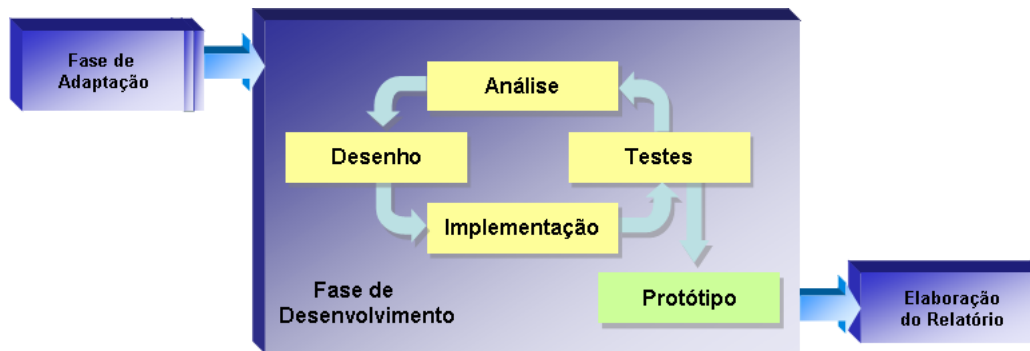 Fase de
Adaptação
Análise
Desenho
Testes
Implementação
Fase de
Desenvolvimento
Protótipo
Elaboração
do Relatório